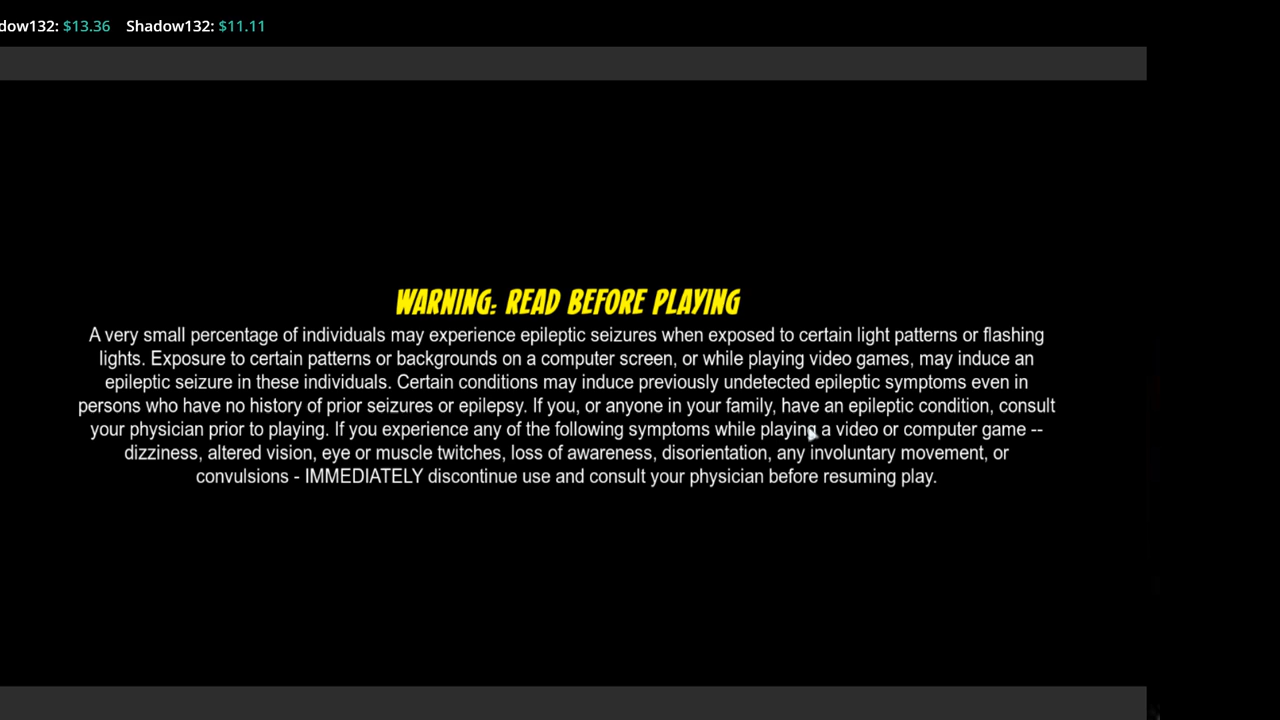 dow132: $13.36 Shadow132: $11.11
WARNING: READ BEFORE PLAYING
A very small percentage of individuals may experience epileptic seizures when exposed to certain light patterns or flashing
lights. Exposure to certain patterns or backgrounds on a computer screen, or while playing video games, may induce an
epileptic seizure in these individuals. Certain conditions may induce previously undetected epileptic symptoms even in
persons who have no history of prior seizures or epilepsy. If you, or anyone in your family, have an epileptic condition, consult
your physician prior to playing. If you experience any of the following symptoms while playing a video or computer game --
dizziness, altered vision, eye or muscle twitches, loss of awareness, disorientation, any involuntary movement, or
convulsions - IMMEDIATELY discontinue use and consult your physician before resuming play.